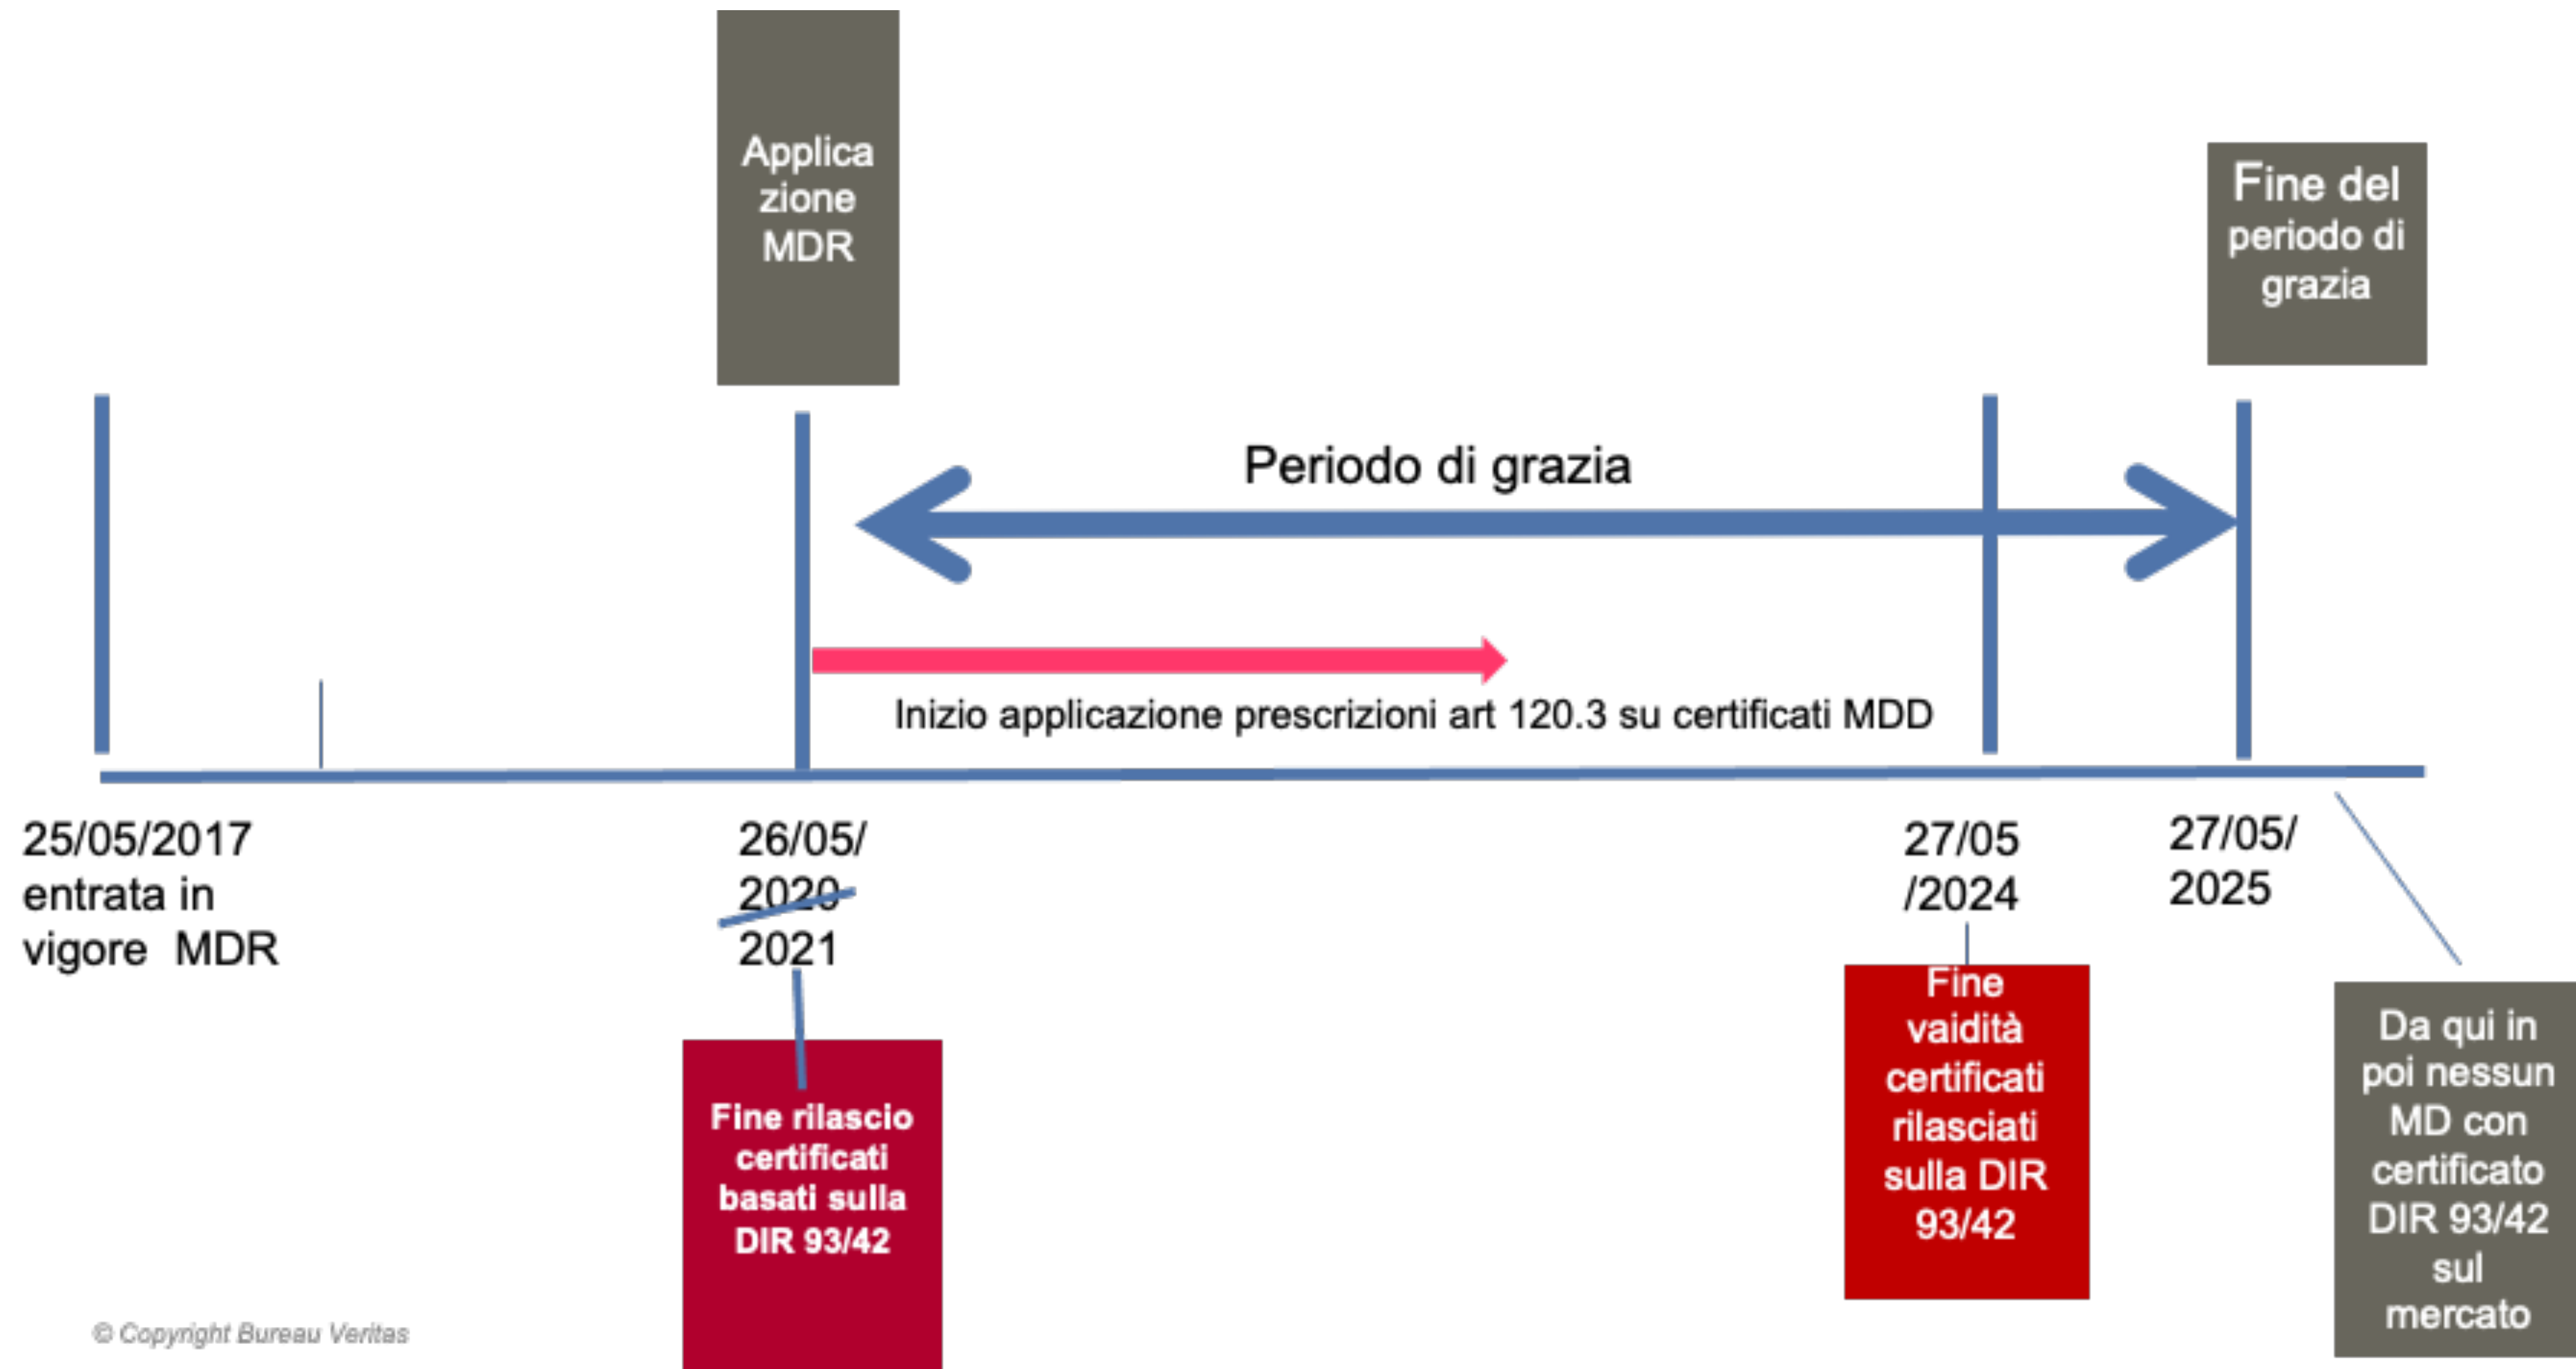 Applica
zione
MDR
Fine del
periodo di
grazia
Periodo di grazia
Inizio applicazione prescrizioni art 120.3 su certificati MDD
25/05/2017
entrata in
vigore MDR
26/05/
2020
2021
27/05
/2024
27/05/
2025
Fine rilascio
certificati
basati sulla
DIR 93/42
Fine
vaidità
certificati
rilasciati
sulla DIR
93/42
Da qui in
poi nessun
MD con
certificato
DIR 93/42
sul
mercato
© Copyright Bureau Veritas